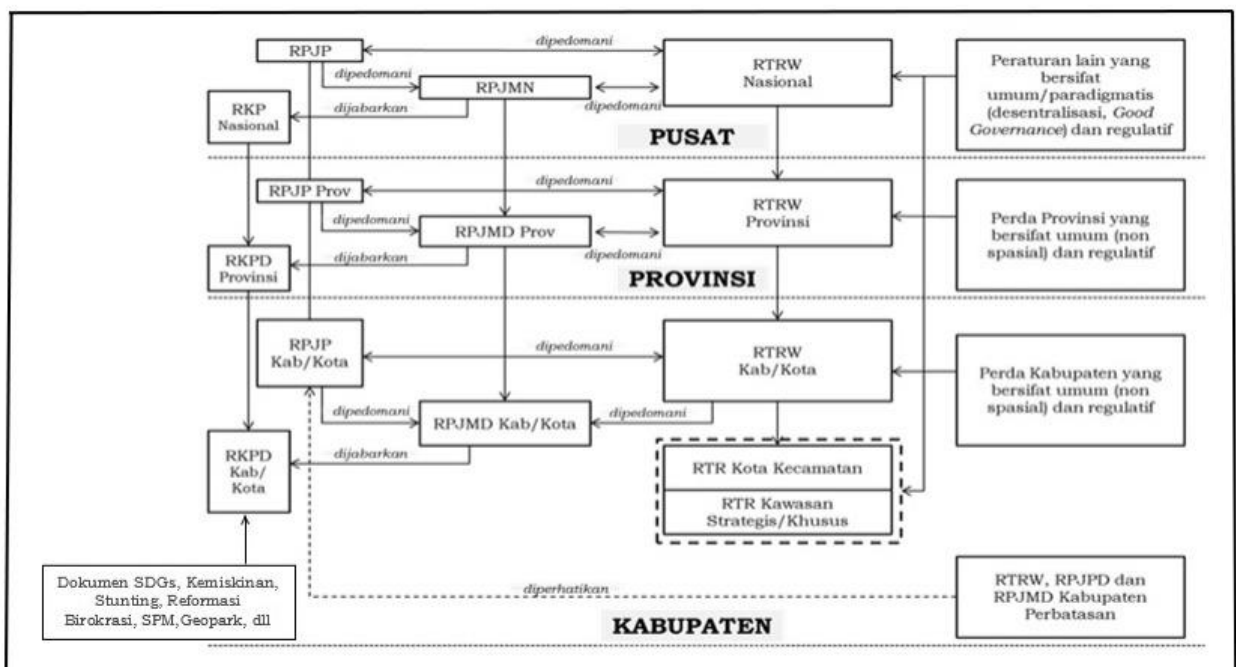 RPJP
dipedomani
RTRW
Nasional
Peraturan lain yang
bersifat
umum/paradigmatis
(desentralisasi, Good
Governance) dan regulatif
dipedomani
RPJMN
dipedomani
RKP
Nasional
dijabarkan
PUSAT
RPJP Prov
dipedomani
RTRW
Provinsi
Perda Provinsi yang
bersifat umum (non
spasial) dan regulatif
dipedomani
RPJMD Prov
dipedomani
RKPD
Provinsi
dijabarkan
PROVINSI
RPJP
Kab/Kota
dipedomani
RTRW
Kab/Kota
Perda Kabupaten yang
bersifat umum (non
spasial) dan regulatif
dipedomani
RPJMD Kab/Kota
dipedomani
RKPD
Kab/
Kota
dijabarkan
RTR Kota Kecamatan
RTR Kawasan
Strategis/Khusus
Dokumen SDGs, Kemiskinan,
Stunting, Reformasi
Birokrasi, SPM,Geopark, dll
diperhatikan
RTRW, RPJPD dan
RPJMD Kabupaten
Perbatasan
KABUPATEN